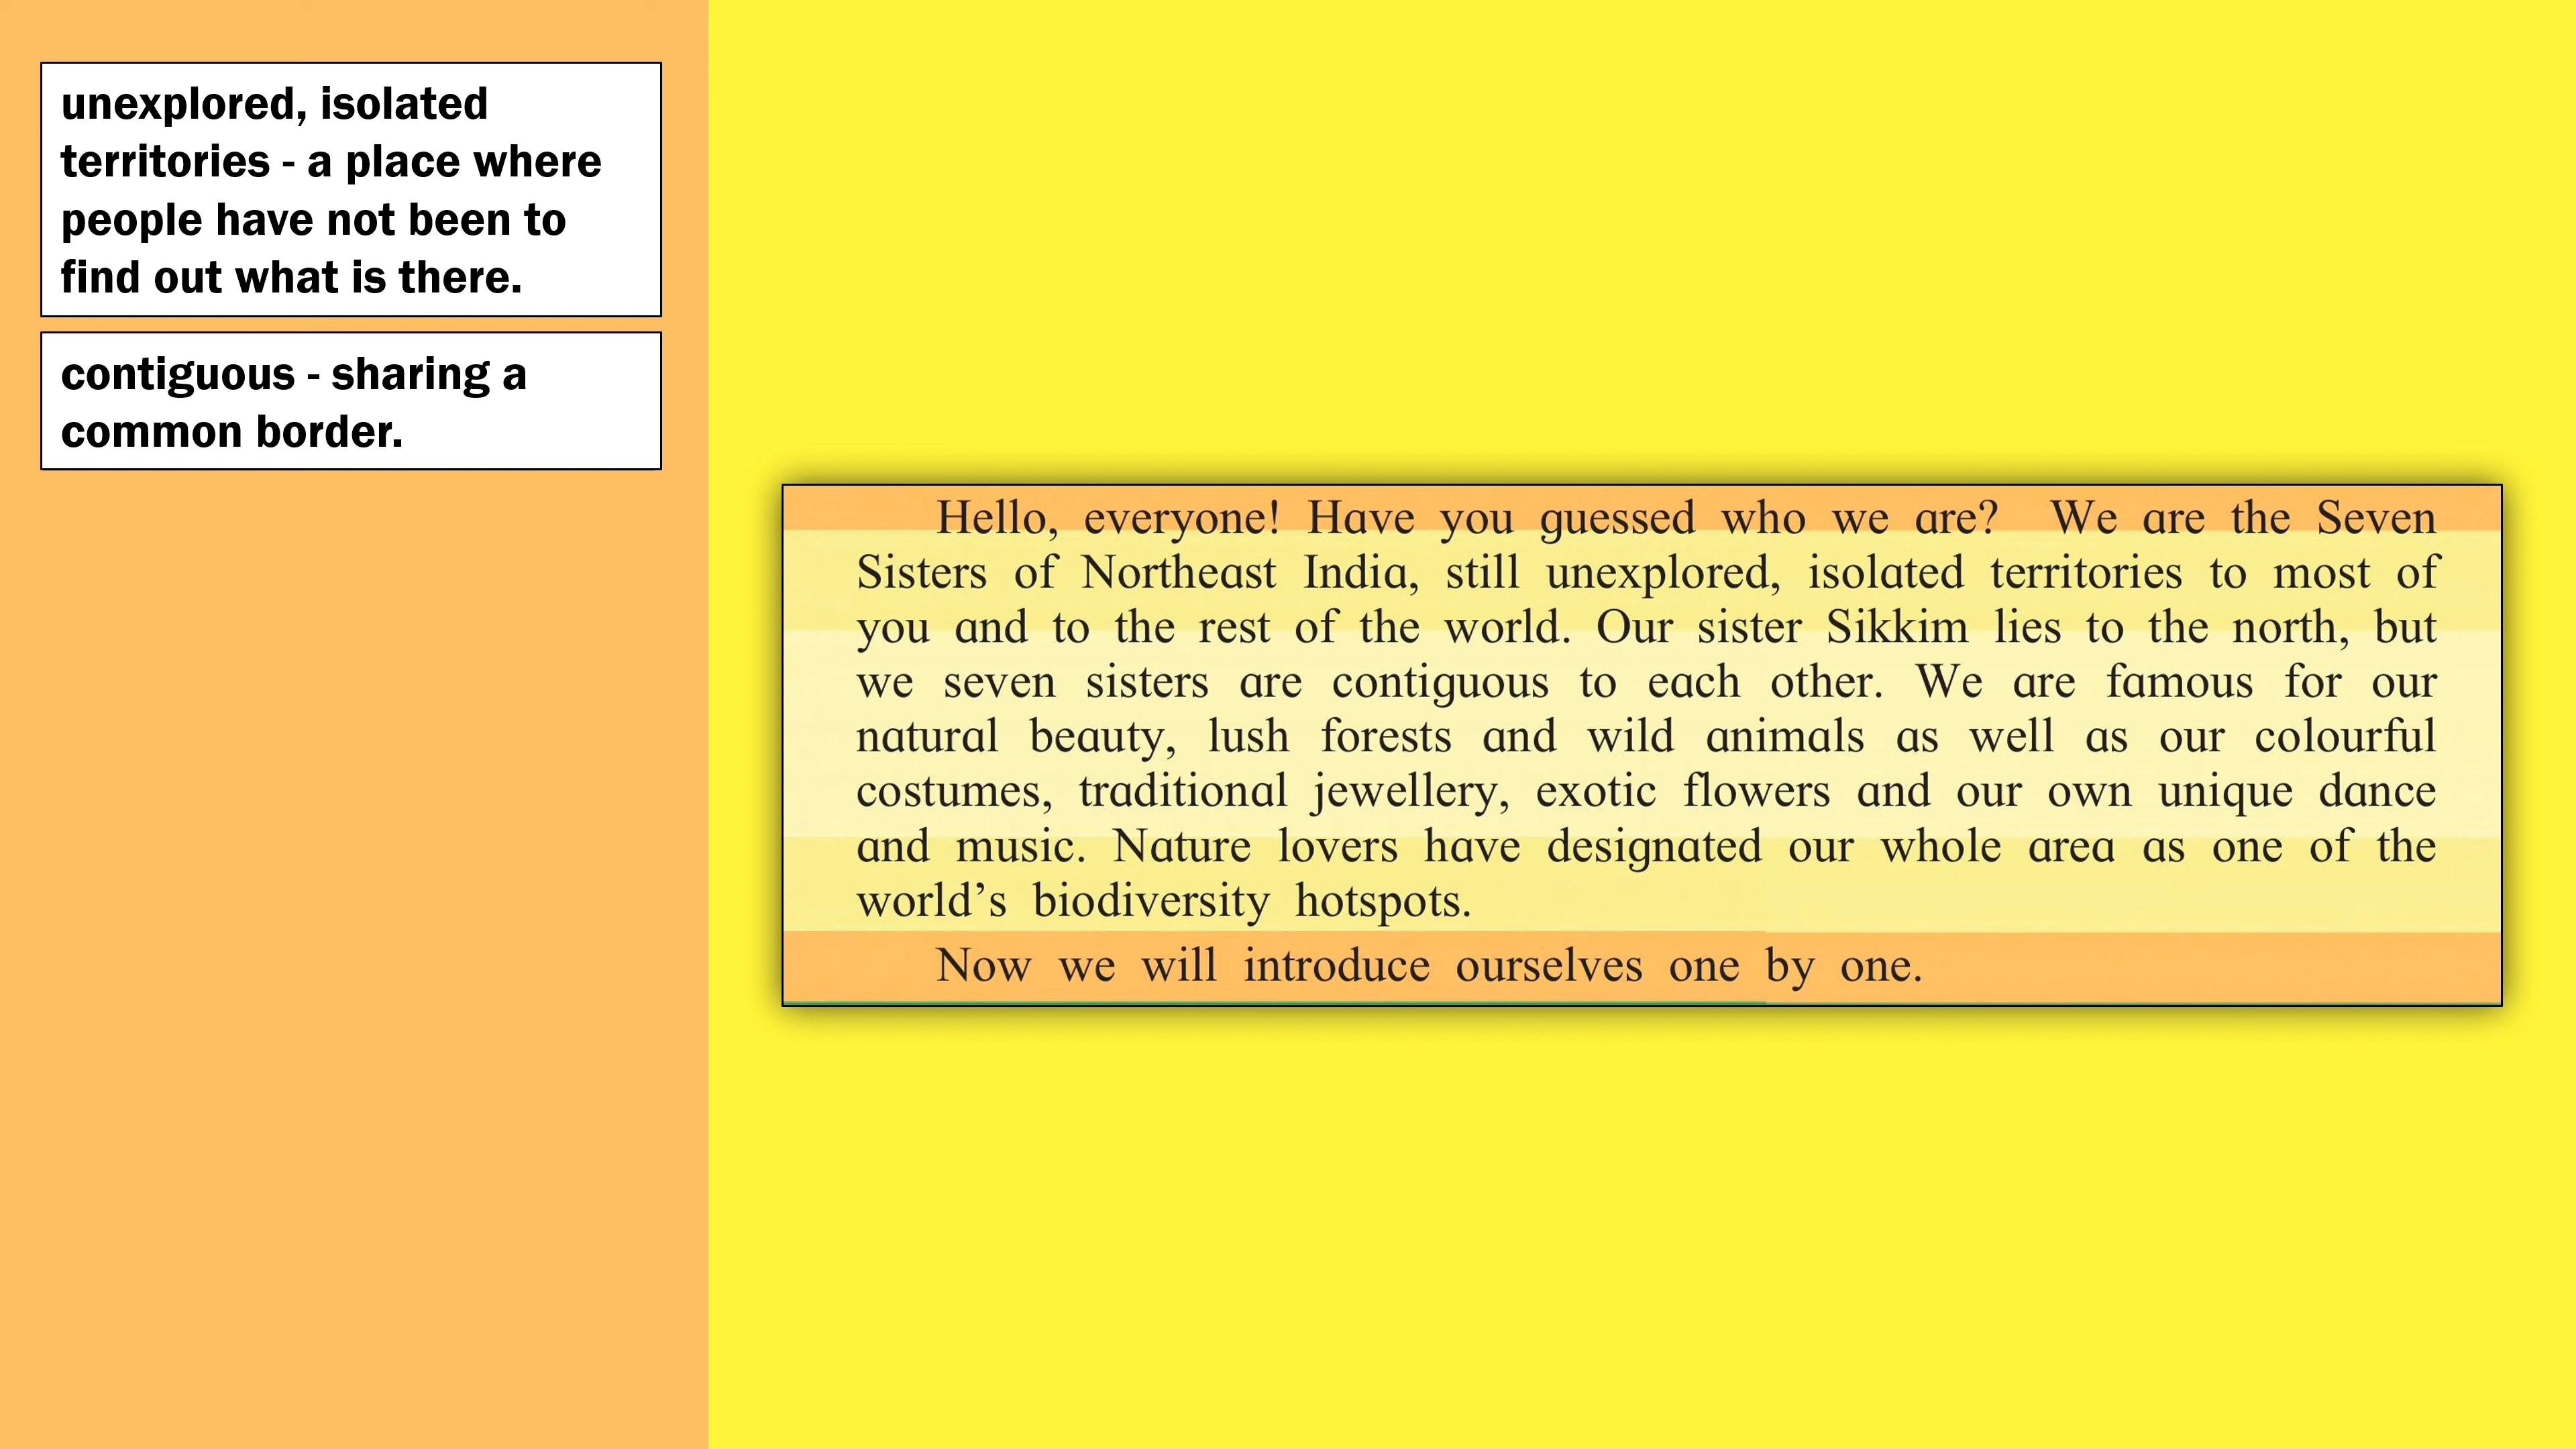 unexplored, isolated
territories - a place where
people have not been to
find out what is there.
contiguous - sharing a
common border.
Hello, everyone! Have you guessed who we are? We are the Seven
Sisters of Northeast India, still unexplored, isolated territories to most of
you and to the rest of the world. Our sister Sikkim lies to the north, but
we seven sisters are contiguous to each other. We are famous for our
natural beauty, lush forests and wild animals as well as our colourful
costumes, traditional jewellery, exotic flowers and our own unique dance
and music. Nature lovers have designated our whole area as one of the
world’s biodiversity hotspots.
Now we will introduce ourselves one by one.